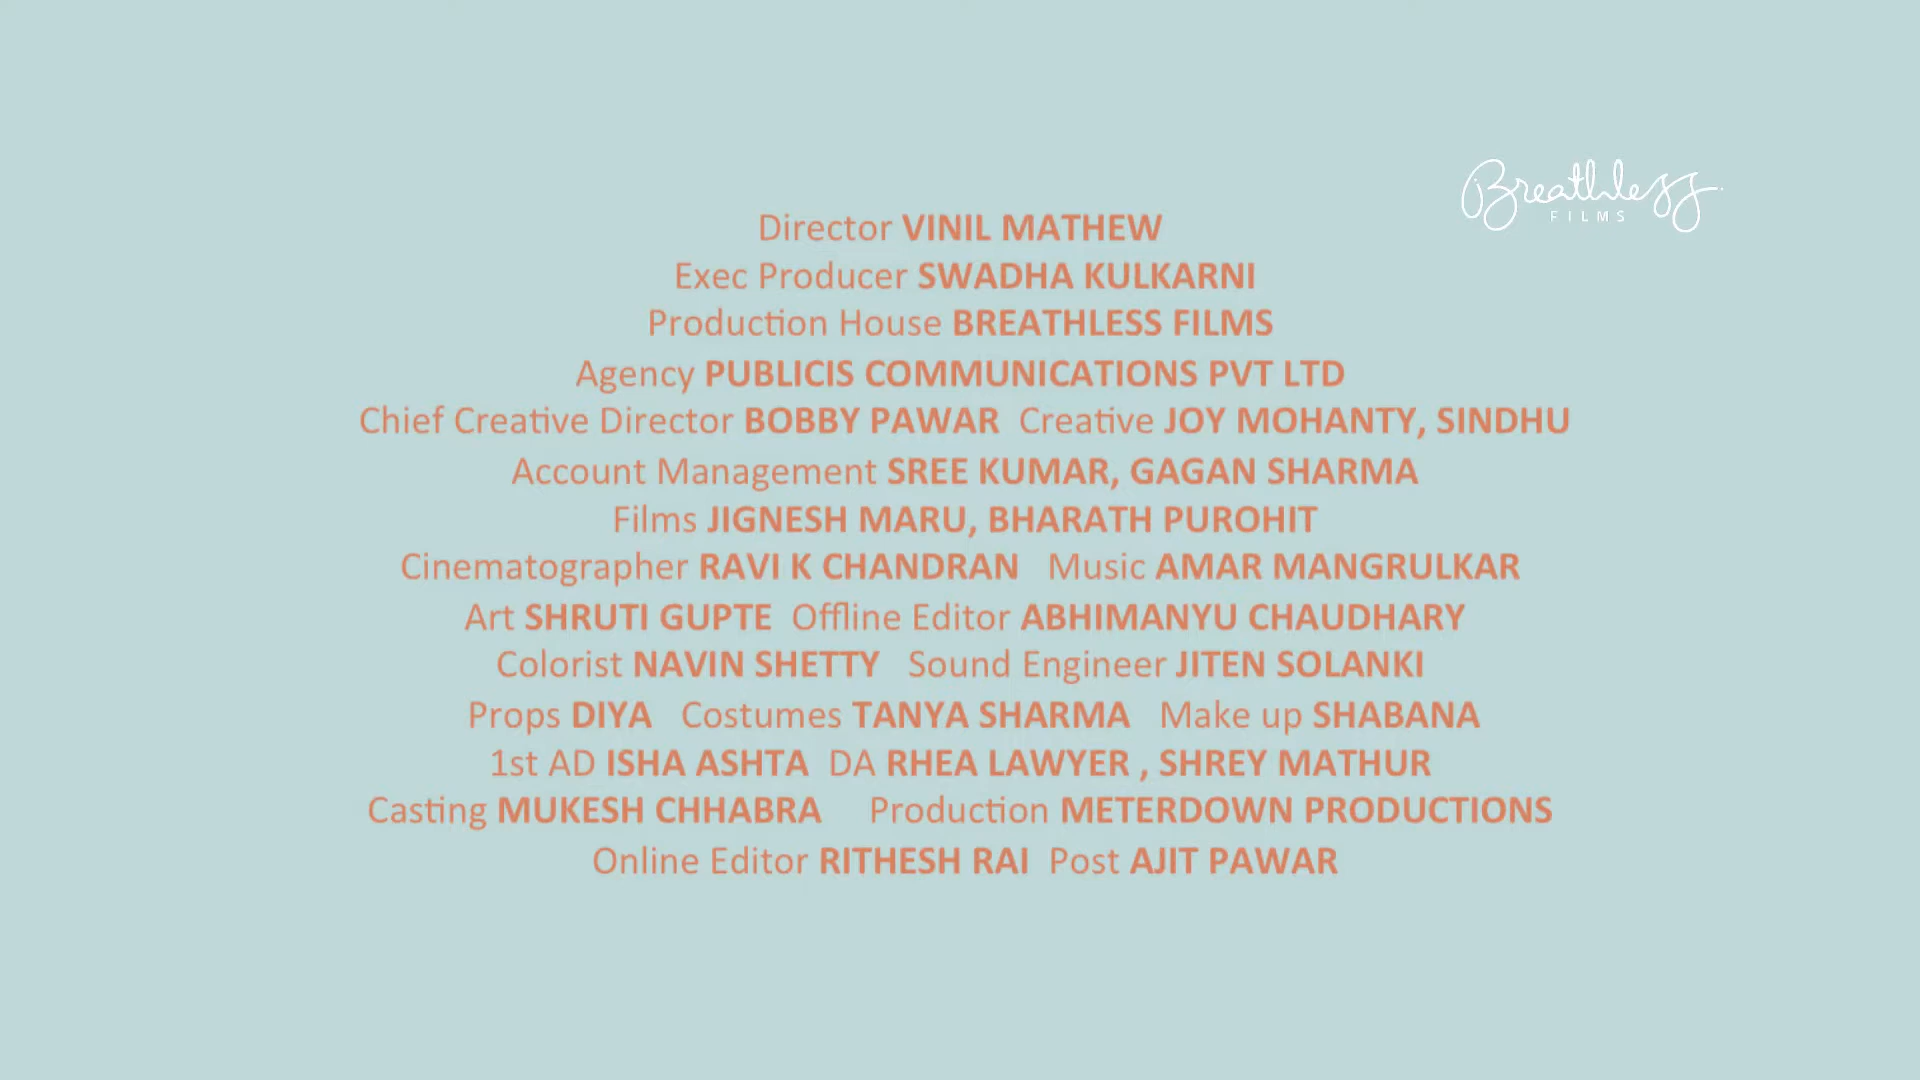 Breathless
FILMS
Director VINIL MATHEW
Exec Producer SWADHA KULKARNI
Production House BREATHLESS FILMS
Agency PUBLICIS COMMUNICATIONS PVT LTD
Chief Creative Director BOBBY PAWAR Creative JOY MOHANTY, SINDHU
Account Management SREE KUMAR, GAGAN SHARMA
Films JIGNESH MARU, BHARATH PUROHIT
Cinematographer RAVI K CHANDRAN Music AMAR MANGRULKAR
Art SHRUTI GUPTE Offline Editor ABHIMANYU CHAUDHARY
Colorist NAVIN SHETTY Sound Engineer JITEN SOLANKI
Props DIYA Costumes TANYA SHARMA Make up SHABANA
1st AD ISHA ASHTA DA RHEA LAWYER , SHREY MATHUR
Casting MUKESH CHHABRA Production METERDOWN PRODUCTIONS
Online Editor RITHESH RAI Post AJIT PAWAR